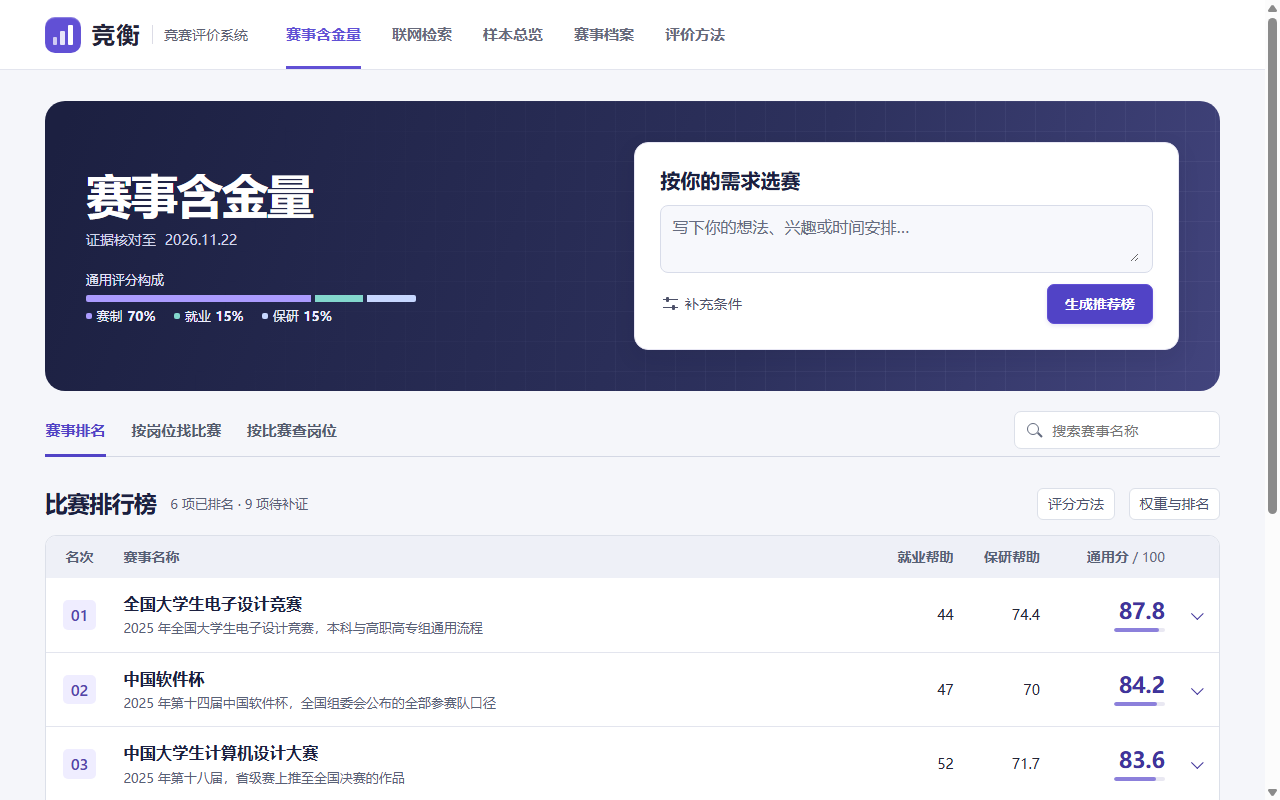 竞衡 竞赛评价系统 赛事含金量 联网检索 样本总览 赛事档案 评价方法
赛事含金量
证据核对至 2026.11.22
通用评分构成
赛制 70% 就业 15% 保研 15%
按你的需求选赛
写下你的想法、兴趣或时间安排...
补充条件 生成推荐榜
赛事排名 按岗位找比赛 按比赛查岗位 搜索赛事名称
比赛排行榜 6 项已排名 · 9 项待补证 评分方法 权重与排名
名次 赛事名称 就业帮助 保研帮助 通用分 / 100
01 全国大学生电子设计竞赛 44 74.4 87.8
2025 年全国大学生电子设计竞赛，本科与高职高专组通用流程
02 中国软件杯 47 70 84.2
2025 年第十四届中国软件杯，全国组委会公布的全部参赛队口径
03 中国大学生计算机设计大赛 52 71.7 83.6
2025 年第十八届，省级赛上推至全国决赛的作品